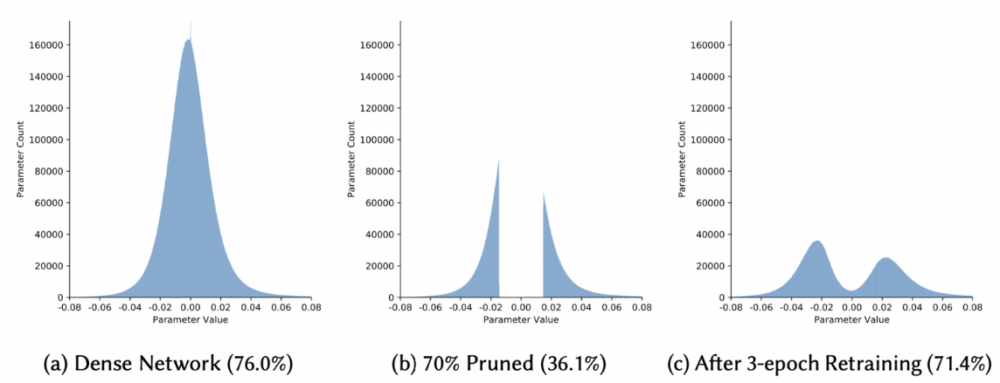 160000
140000
120000
100000
80000
60000
40000
20000
0
Parameter Count
-0.08 -0.06 -0.04 -0.02 0.00 0.02 0.04 0.06 0.08
Parameter Value
(a) Dense Network (76.0%)
160000
140000
120000
100000
80000
60000
40000
20000
0
Parameter Count
-0.08 -0.06 -0.04 -0.02 0.00 0.02 0.04 0.06 0.08
Parameter Value
(b) 70% Pruned (36.1%)
160000
140000
120000
100000
80000
60000
40000
20000
0
Parameter Count
-0.08 -0.06 -0.04 -0.02 0.00 0.02 0.04 0.06 0.08
Parameter Value
(c) After 3-epoch Retraining (71.4%)